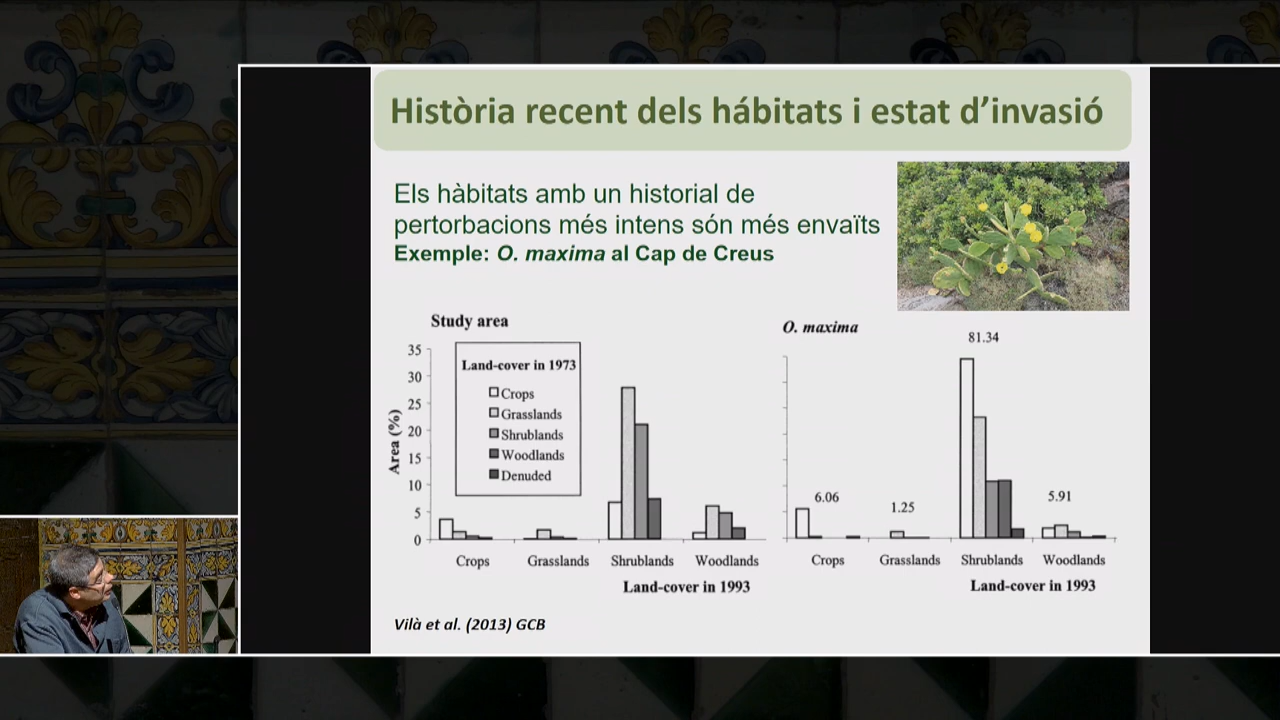 Història recent dels hábitats i estat d’invasió
Els hàbitats amb un historial de
pertorbacions més intens són més envaïts
Exemple: O. maxima al Cap de Creus
Study area
Area (%)
35
30
25
20
15
10
5
0
Land-cover in 1973
Crops
Grasslands
Shrublands
Woodlands
Denuded
Crops
Grasslands
Shrublands
Woodlands
Land-cover in 1993
O. maxima
6.06
1.25
81.34
5.91
Crops
Grasslands
Shrublands
Woodlands
Land-cover in 1993
Vilà et al. (2013) GCB